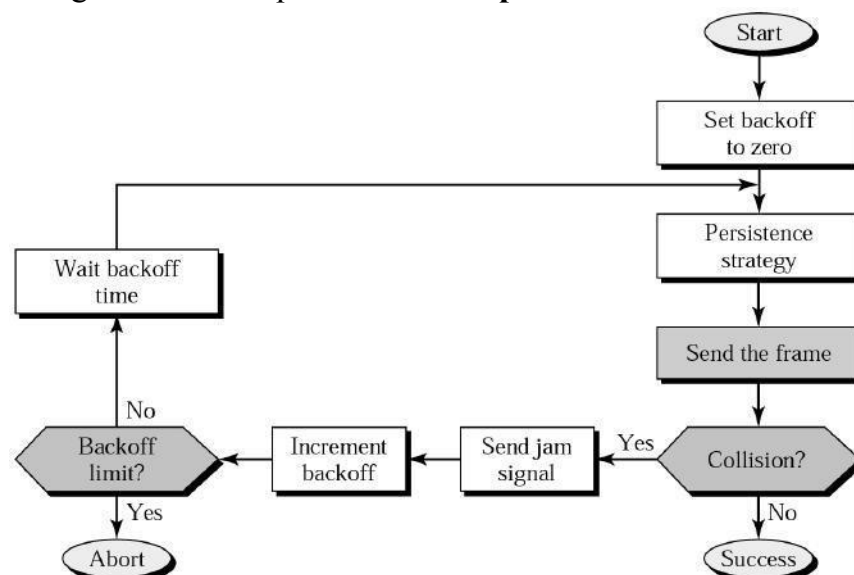 Start
Set backoff
to zero
Persistence
strategy
Wait backoff
time
Send the frame
No
Backoff
limit?
Increment
backoff
Send jam
signal
Yes
Collision?
Yes
No
Abort
Success